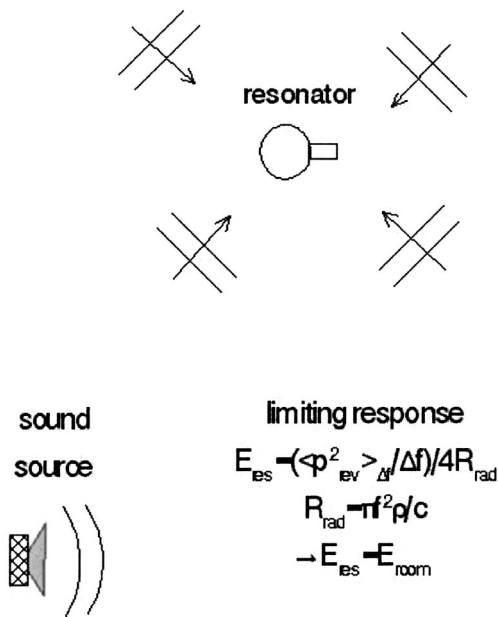 resonator
sound
source
limiting response
E_res=(<p²_rev>_Δf/Δf)/4R_rad
R_rad=πf²ρ/c
→E_res=E_room